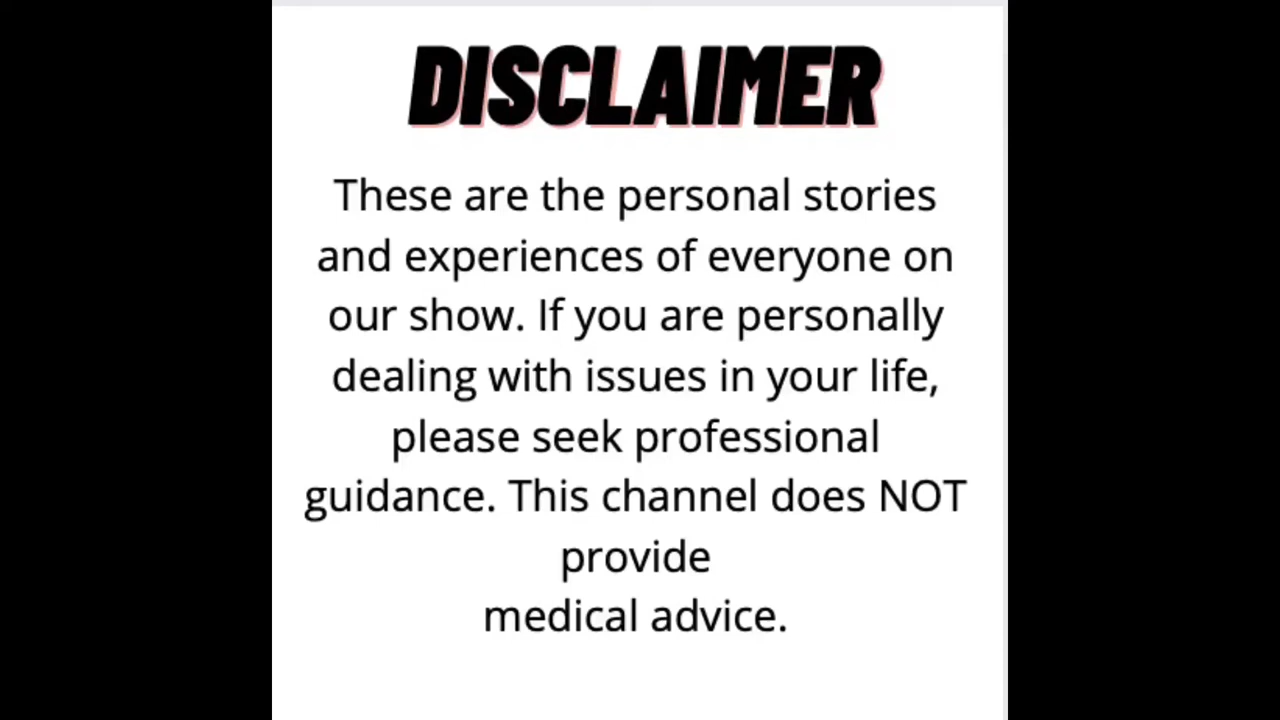 DISCLAIMER
These are the personal stories
and experiences of everyone on
our show. If you are personally
dealing with issues in your life,
please seek professional
guidance. This channel does NOT
provide
medical advice.